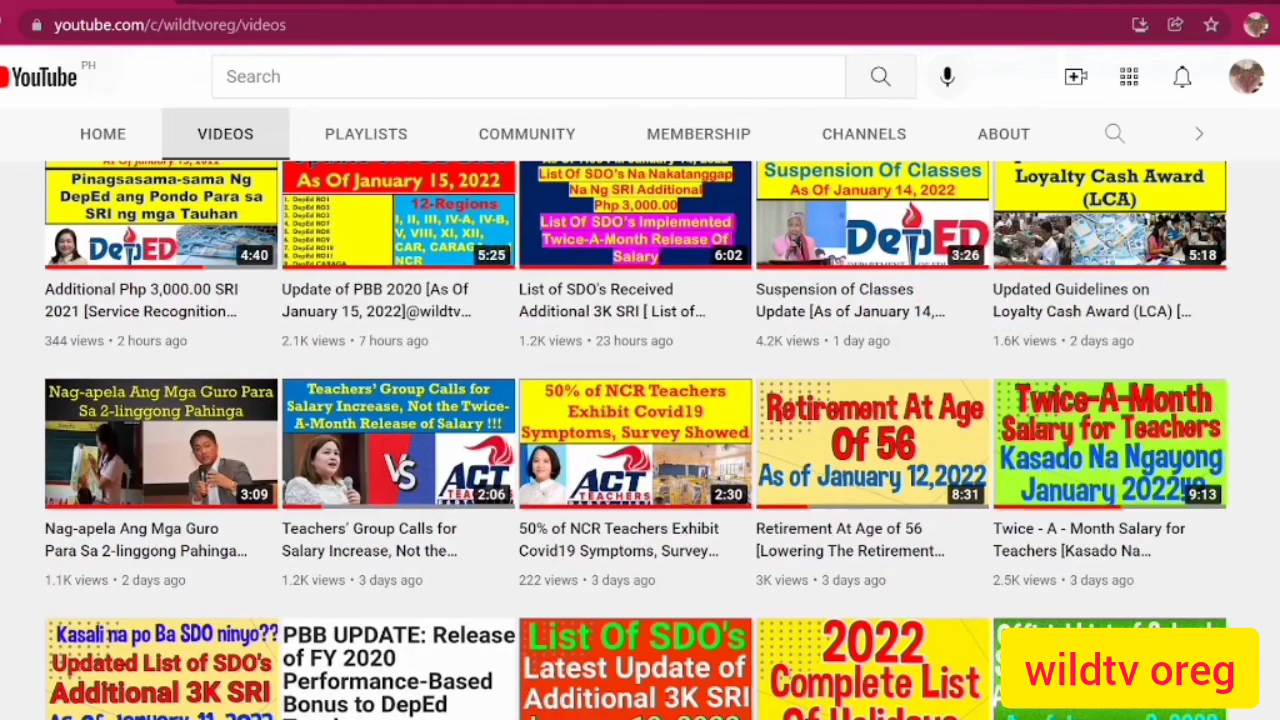 youtube.com/c/wildtvoreg/videos
YouTube PH
Search
HOME
VIDEOS
PLAYLISTS
COMMUNITY
MEMBERSHIP
CHANNELS
ABOUT
Pinagsasama-sama Ng
DepEd ang Pondo Para sa
SRI ng mga Tauhan
DepED
4:40
As Of January 15, 2022
12-Regions
I, II, III, IV-A, IV-B,
V, VIII, XI, XII,
CAR, CARAGA
NCR
5:25
List Of SDO's Na Nakatanggap
Na Ng SRI Additional
Php 3,000.00
List Of SDO's Implemented
Twice-A-Month Release Of
Salary
6:02
Suspension Of Classes
As Of January 14, 2022
DepED
3:26
Loyalty Cash Award
(LCA)
5:18
Additional Php 3,000.00 SRI
2021 [Service Recognition...
344 views • 2 hours ago
Update of PBB 2020 [As Of
January 15, 2022]@wildtv...
2.1K views • 7 hours ago
List of SDO's Received
Additional 3K SRI [ List of...
1.2K views • 23 hours ago
Suspension of Classes
Update [As of January 14,...
4.2K views • 1 day ago
Updated Guidelines on
Loyalty Cash Award (LCA) [...
1.6K views • 2 days ago
Nag-apela Ang Mga Guro Para
Sa 2-linggong Pahinga
3:09
Teachers' Group Calls for
Salary Increase, Not the Twice-
A-Month Release of Salary !!!
VS
ACT
2:06
50% of NCR Teachers
Exhibit Covid19
Symptoms, Survey Showed
ACT
TEACHERS
2:30
Retirement At Age
Of 56
As of January 12,2022
8:31
Twice-A-Month
Salary for Teachers
Kasado Na Ngayong
January 2022
9:13
Nag-apela Ang Mga Guro
Para Sa 2-linggong Pahinga...
1.1K views • 2 days ago
Teachers' Group Calls for
Salary Increase, Not the...
1.2K views • 3 days ago
50% of NCR Teachers Exhibit
Covid19 Symptoms, Survey...
222 views • 3 days ago
Retirement At Age of 56
[Lowering The Retirement...
3K views • 3 days ago
Twice - A - Month Salary for
Teachers [Kasado Na...
2.5K views • 3 days ago
Kasali na po Ba SDO ninyo??
Updated List of SDO's
Additional 3K SRI
PBB UPDATE: Release
of FY 2020
Performance-Based
Bonus to DepEd
List Of SDO's
Latest Update of
Additional 3K SRI
2022
Complete List
Of Holidays
wildtv oreg